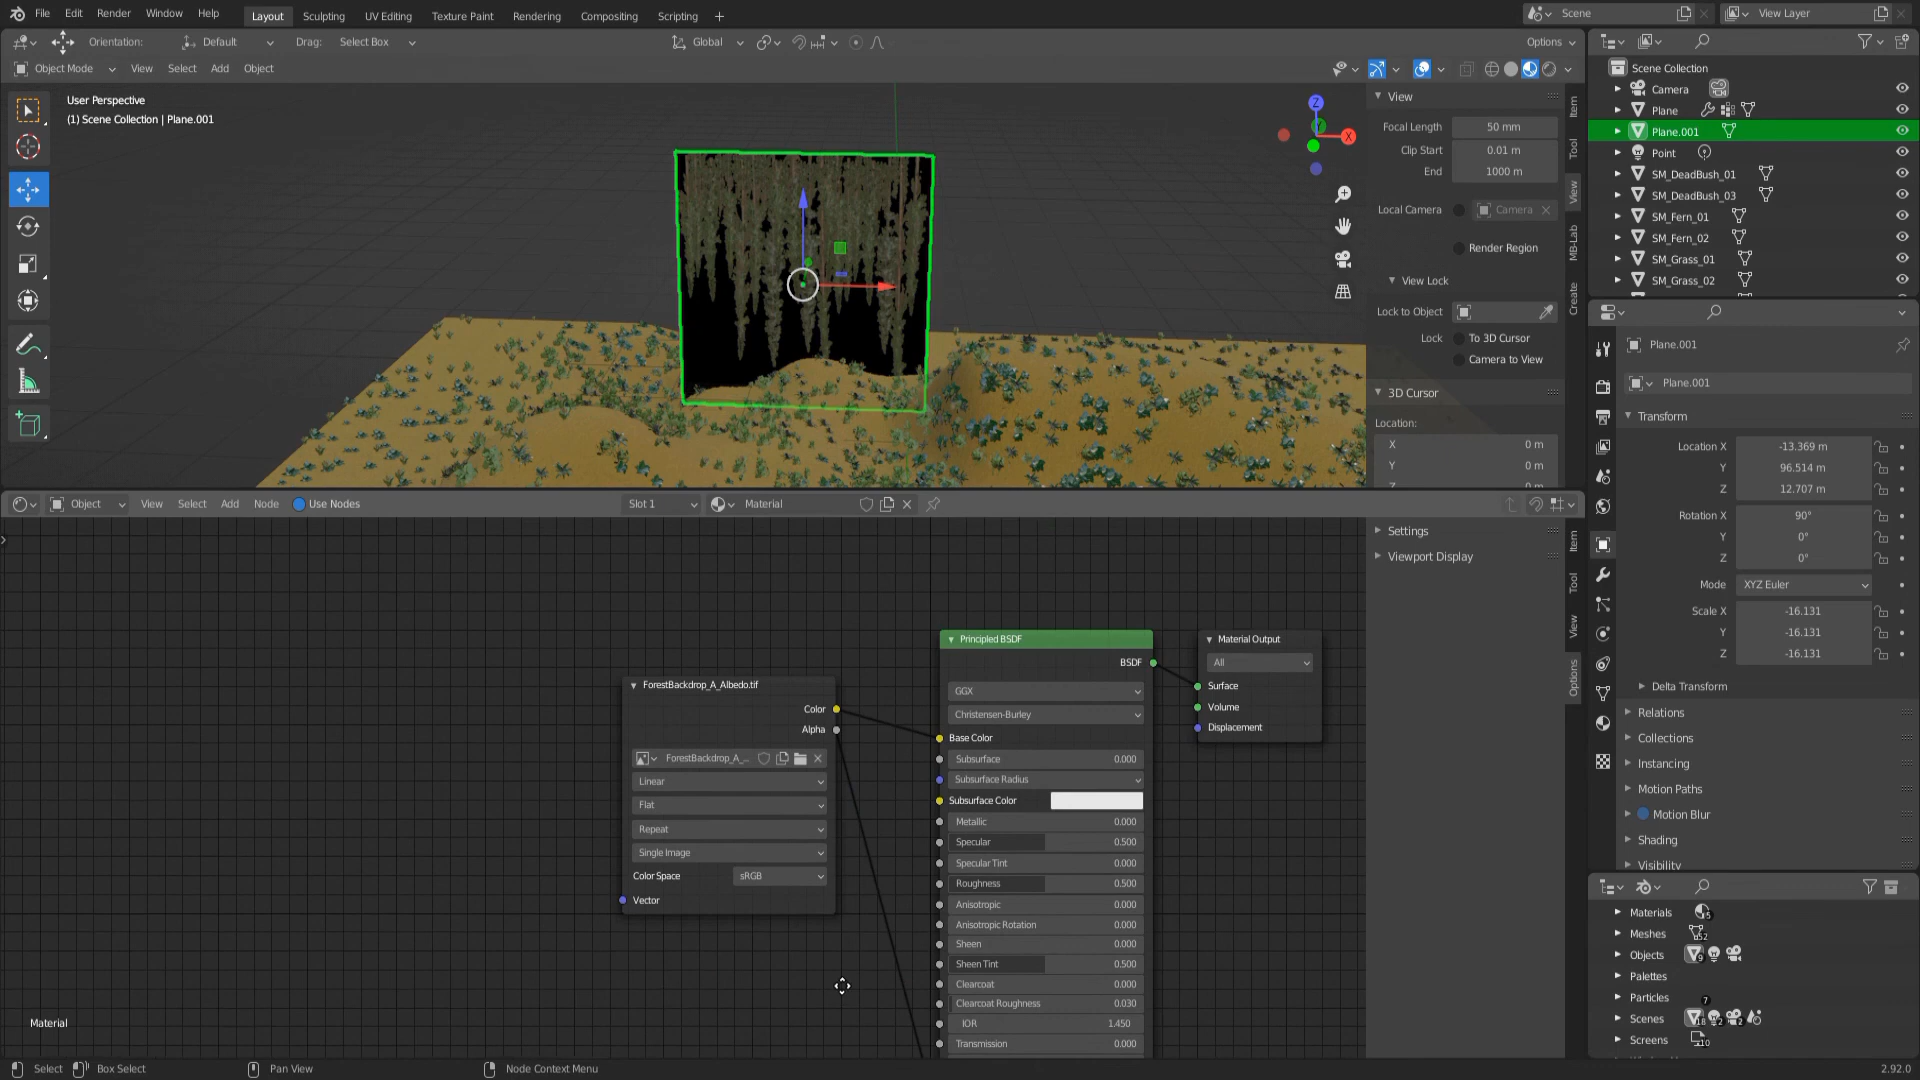 File Edit Render Window Help Layout Sculpting UV Editing Texture Paint Rendering Compositing Scripting + Scene View Layer
Orientation: Default Drag: Select Box Global Options
Object Mode View Select Add Object
User Perspective
(1) Scene Collection | Plane.001
View
Focal Length 50 mm
Clip Start 0.01 m
End 1000 m
Local Camera Camera
Render Region
View Lock
Lock to Object
Lock To 3D Cursor
Camera to View
3D Cursor
Location:
X 0 m
Y 0 m
Item
Tool
View
MB-Lab
Create
Z
X
Scene Collection
Camera
Plane
Plane.001
Point
SM_DeadBush_01
SM_DeadBush_03
SM_Fern_01
SM_Fern_02
SM_Grass_01
SM_Grass_02
Plane.001
Plane.001
Transform
Location X -13.369 m
Y 96.514 m
Z 12.707 m
Rotation X 90°
Y 0°
Z 0°
Mode XYZ Euler
Scale X -16.131
Y -16.131
Z -16.131
Delta Transform
Relations
Collections
Instancing
Motion Paths
Motion Blur
Shading
Visibility
Object View Select Add Node Use Nodes Slot 1 Material
Settings
Viewport Display
Item
Tool
View
Options
ForestBackdrop_A_Albedo.tif
Color
Alpha
ForestBackdrop_A_...
Linear
Flat
Repeat
Single Image
Color Space sRGB
Vector
Principled BSDF
BSDF
GGX
Christensen-Burley
Base Color
Subsurface 0.000
Subsurface Radius
Subsurface Color
Metallic 0.000
Specular 0.500
Specular Tint 0.000
Roughness 0.500
Anisotropic 0.000
Anisotropic Rotation 0.000
Sheen 0.000
Sheen Tint 0.500
Clearcoat 0.000
Clearcoat Roughness 0.030
IOR 1.450
Transmission 0.000
Material Output
All
Surface
Volume
Displacement
Material
Materials 5
Meshes 52
Objects 9
Palettes
Particles 7
Scenes 18 2 2
Screens 10
Select Box Select Pan View Node Context Menu 2.92.0